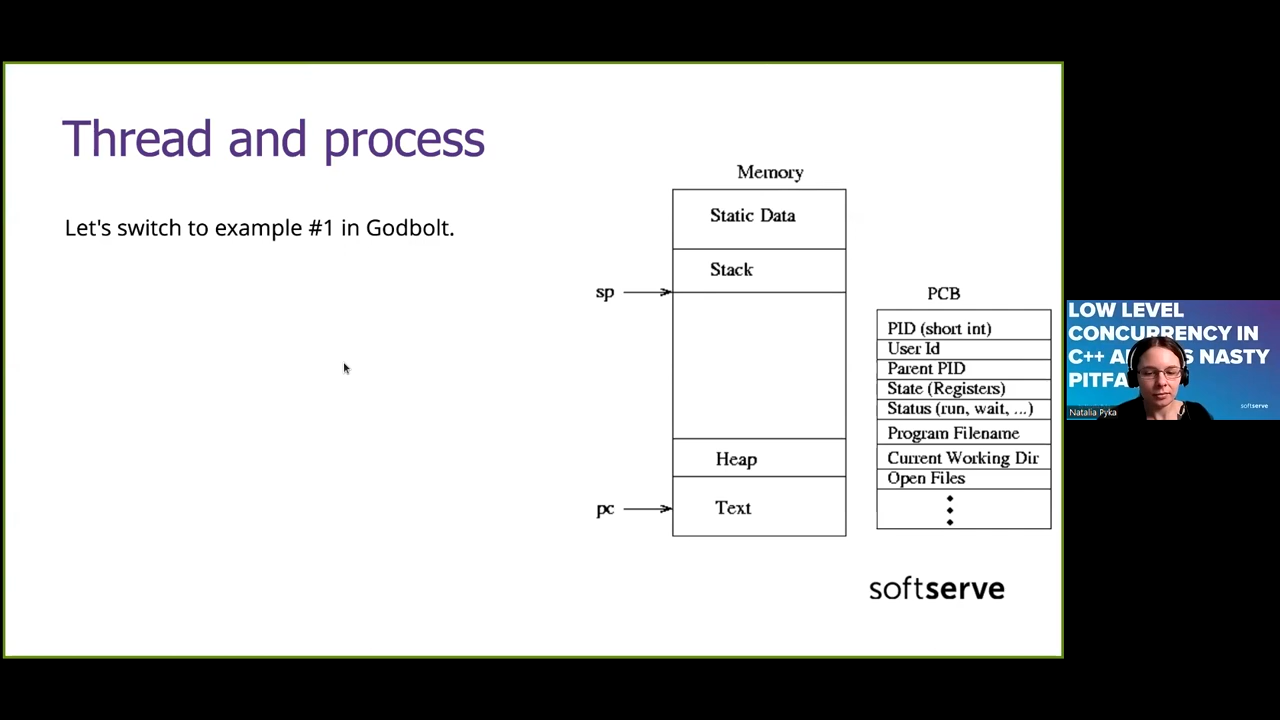 Thread and process
Let's switch to example #1 in Godbolt.
Memory
Static Data
Stack
sp
Heap
pc
Text
PCB
PID (short int)
User Id
Parent PID
State (Registers)
Status (run, wait, ...)
Program Filename
Current Working Dir
Open Files
softserve
LOW LEVEL
CONCURRENCY IN
C++ A S NASTY
PITFA
Natalia Pyka
softserve